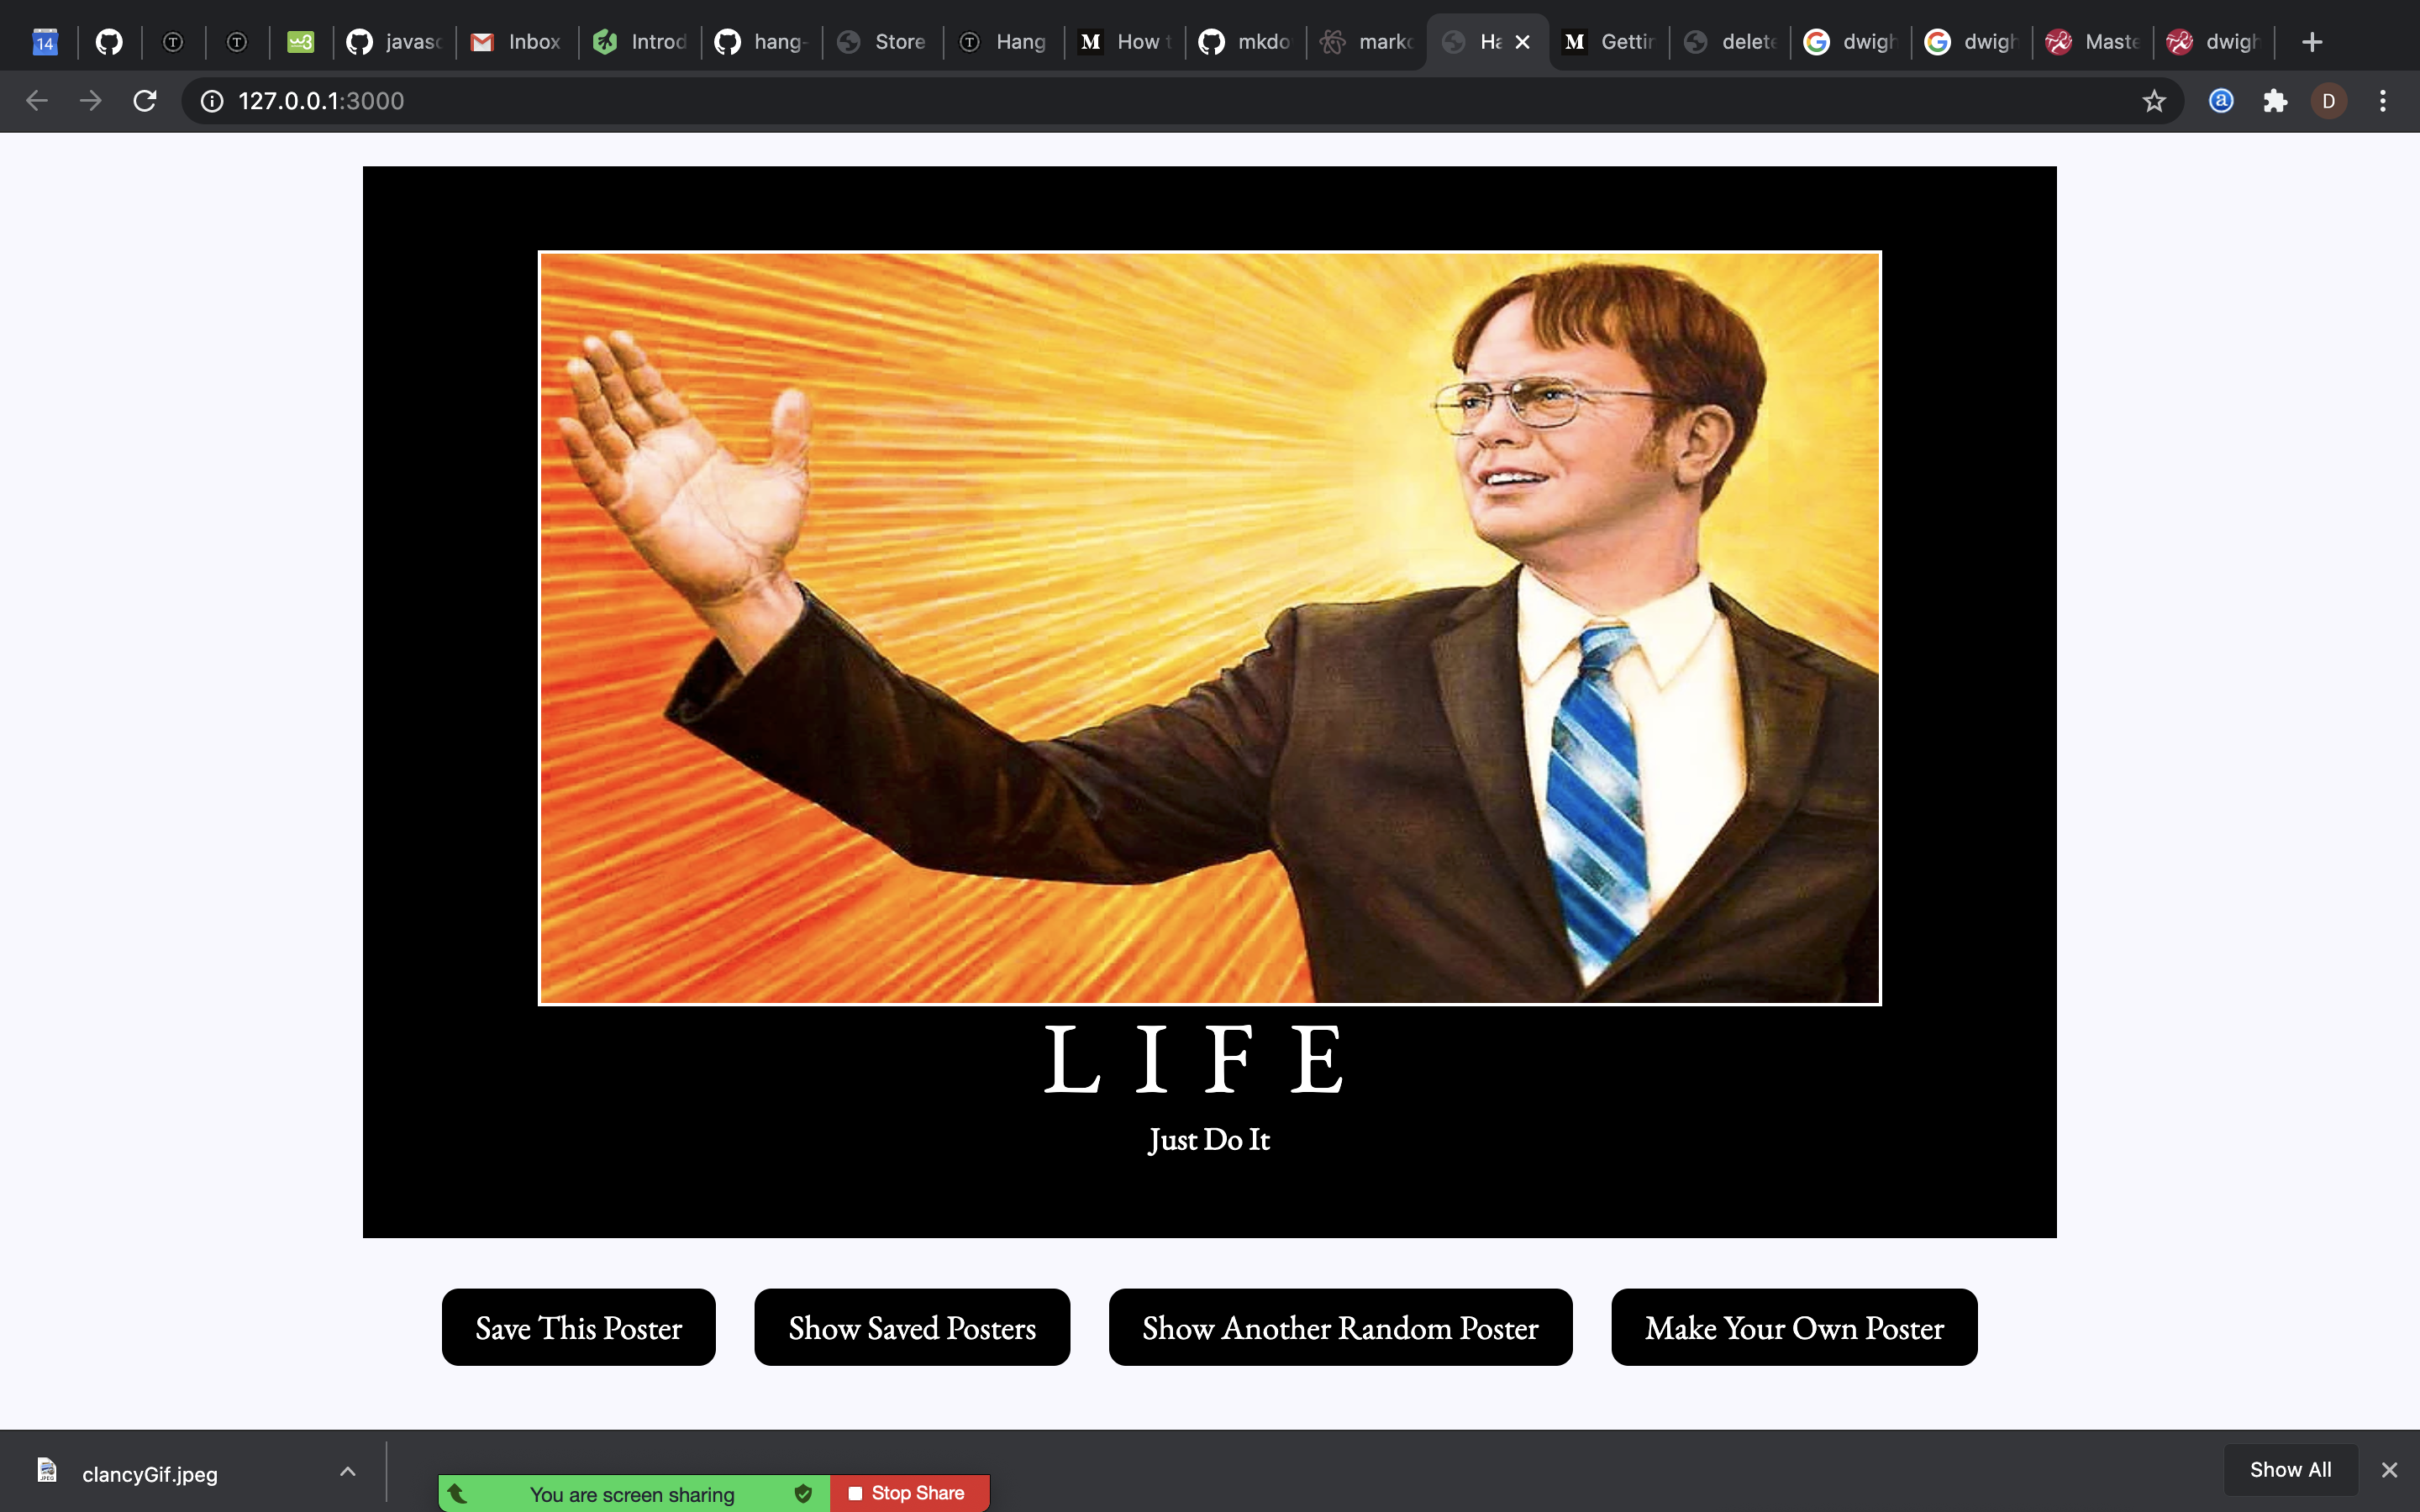 14 javasc Inbox Introd hang- Store Hang How t mkdo markd Ha Gettin delete dwigh dwigh Maste dwigh
127.0.0.1:3000 D
LIFE
Just Do It
Save This Poster Show Saved Posters Show Another Random Poster Make Your Own Poster
clancyGif.jpeg You are screen sharing Stop Share Show All